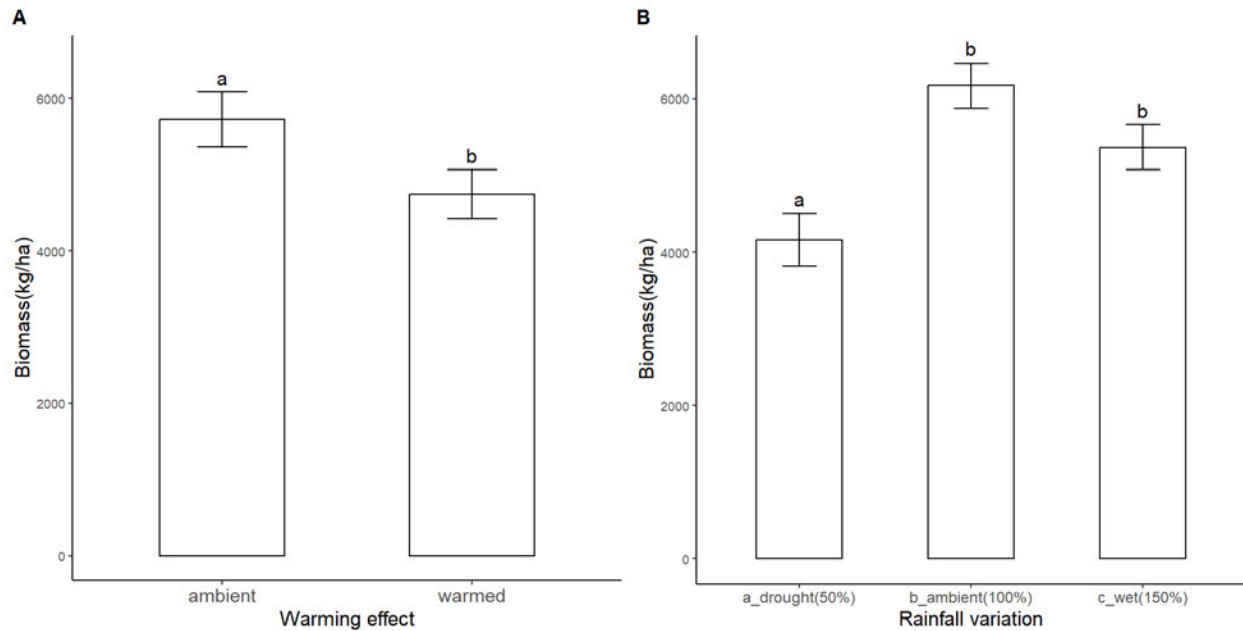 A
Biomass(kg/ha)
6000
4000
2000
0
a
b
ambient
warmed
Warming effect
B
Biomass(kg/ha)
6000
4000
2000
0
a
b
b
a_drought(50%)
b_ambient(100%)
c_wet(150%)
Rainfall variation